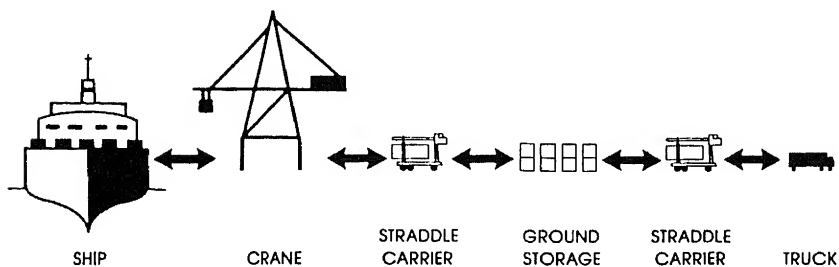 SHIP
CRANE
STRADDLE
CARRIER
GROUND
STORAGE
STRADDLE
CARRIER
TRUCK